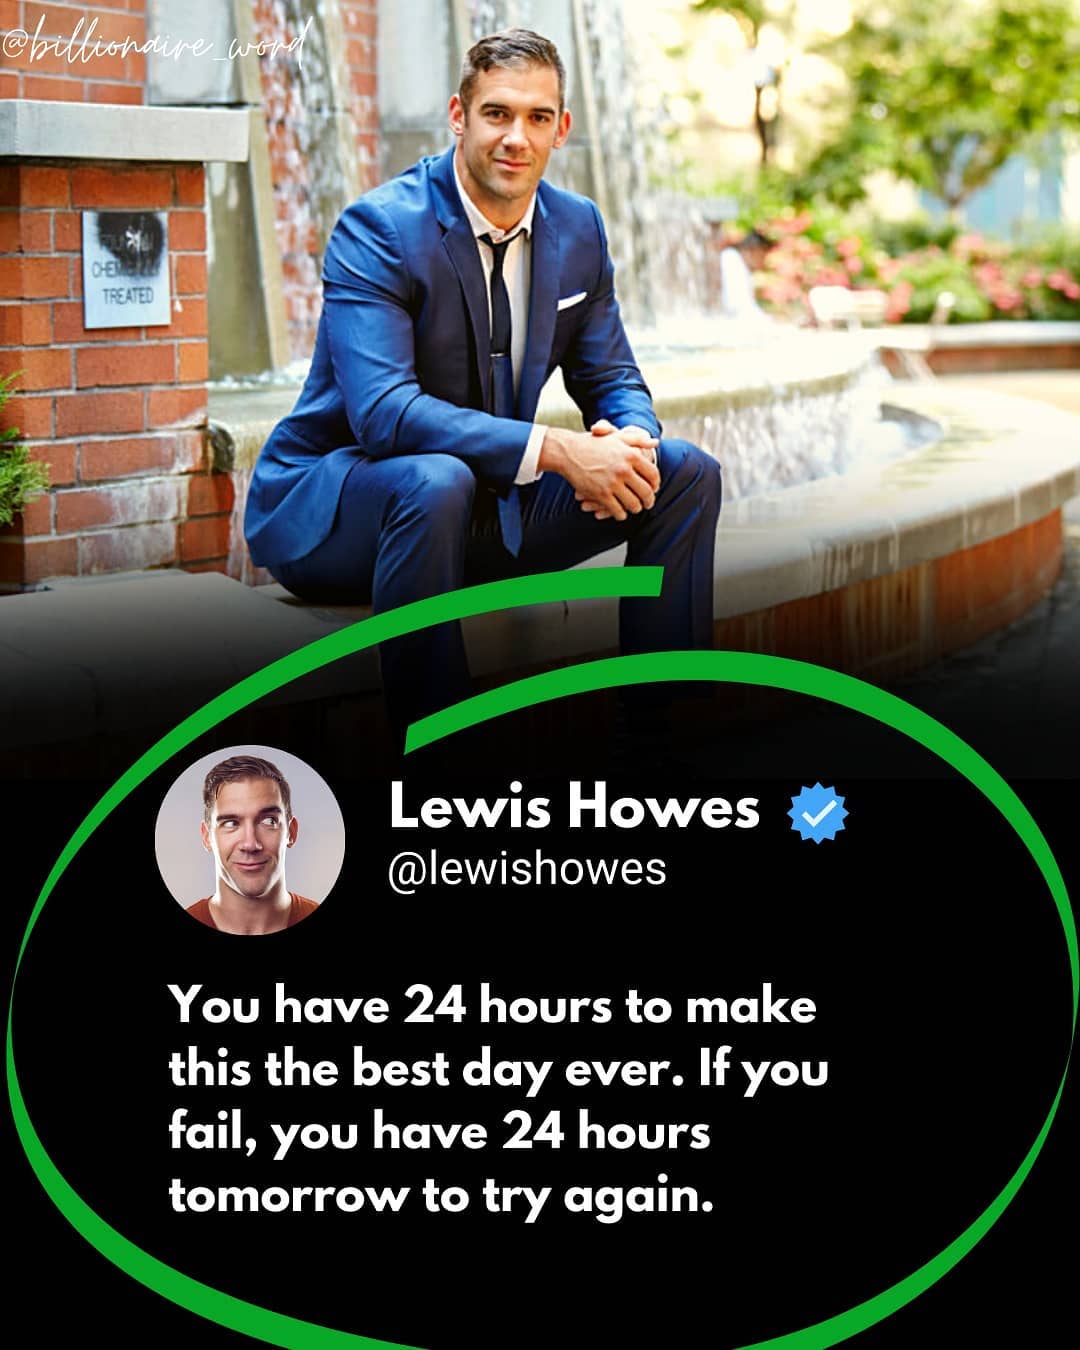 @billionaire_word
TREATED
Lewis Howes
@lewishowes
You have 24 hours to make
this the best day ever. If you
fail, you have 24 hours
tomorrow to try again.